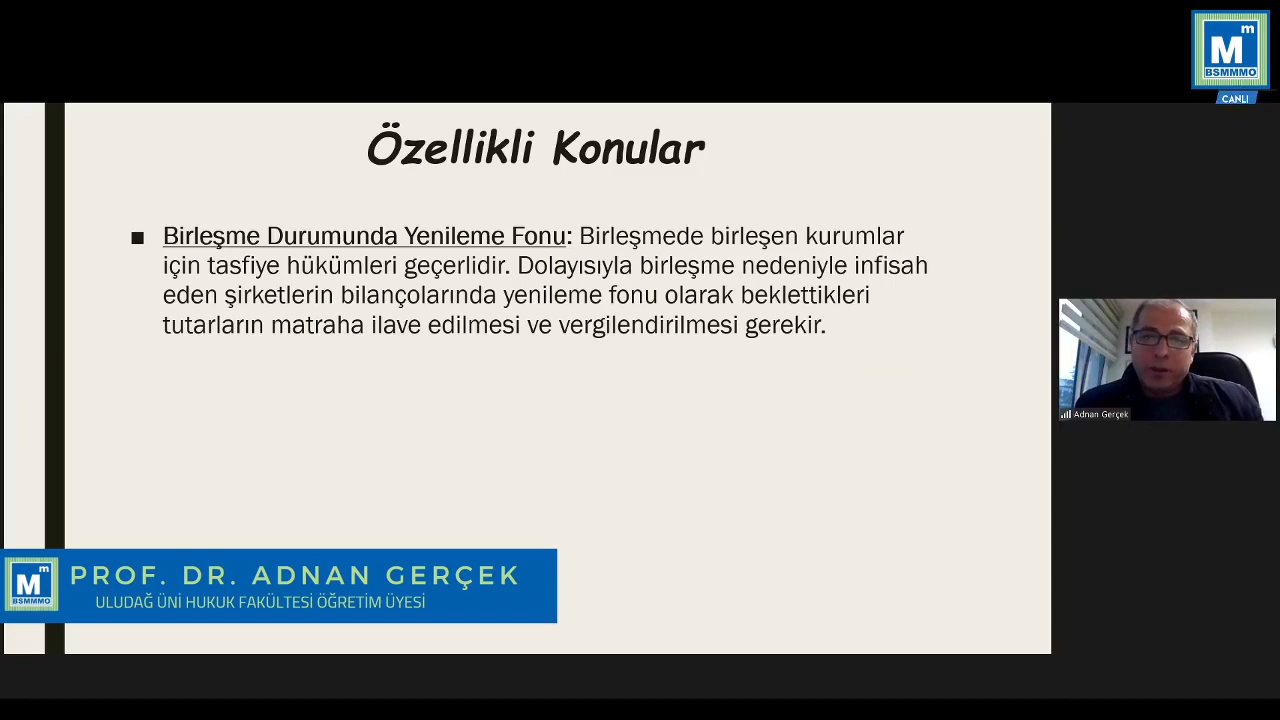 m
M
BSMMMO
CANLI
Özellikli Konular
■ Birleşme Durumunda Yenileme Fonu: Birleşmede birleşen kurumlar
için tasfiye hükümleri geçerlidir. Dolayısıyla birleşme nedeniyle infisah
eden şirketlerin bilançolarında yenileme fonu olarak beklettikleri
tutarların matraha ilave edilmesi ve vergilendirilmesi gerekir.
Adnan Gerçek
m
M
BSMMMO
PROF. DR. ADNAN GERÇEK
ULUDAĞ ÜNİ HUKUK FAKÜLTESİ ÖĞRETİM ÜYESİ